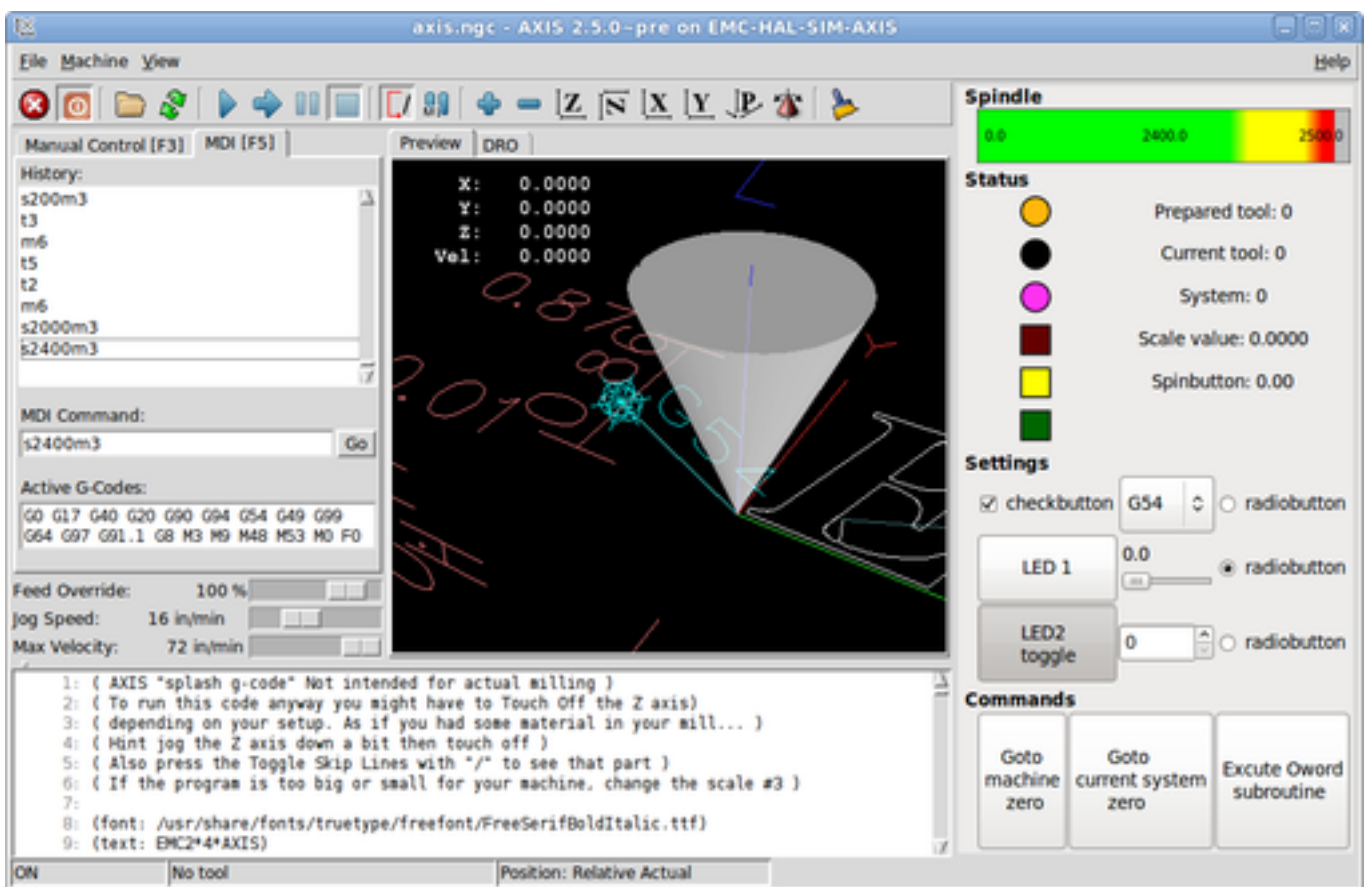 axis.ngc - AXIS 2.5.0~pre on EMC-HAL-SIM-AXIS
File Machine View Help
Z N X Y P
Manual Control [F3] MDI [F5]
History:
s200m3
t3
m6
t5
t2
m6
s2000m3
s2400m3
MDI Command:
s2400m3 Go
Active G-Codes:
G0 G17 G40 G20 G90 G94 G54 G49 G99
G64 G97 G91.1 G8 M3 M9 M48 M53 M0 F0
Feed Override: 100 %
Jog Speed: 16 in/min
Max Velocity: 72 in/min
Preview DRO
X: 0.0000
Y: 0.0000
Z: 0.0000
Vel: 0.0000
G54
Spindle
0.0 2400.0 2500.0
Status
Prepared tool: 0
Current tool: 0
System: 0
Scale value: 0.0000
Spinbutton: 0.00
Settings
checkbutton G54 radiobutton
LED 1 0.0 radiobutton
LED2
toggle 0 radiobutton
Commands
Goto
machine
zero
Goto
current system
zero
Excute Oword
subroutine
1: ( AXIS "splash g-code" Not intended for actual milling )
2: ( To run this code anyway you might have to Touch Off the Z axis)
3: ( depending on your setup. As if you had some material in your mill... )
4: ( Hint jog the Z axis down a bit then touch off )
5: ( Also press the Toggle Skip Lines with "/" to see that part )
6: ( If the program is too big or small for your machine, change the scale #3 )
7:
8: (font: /usr/share/fonts/truetype/freefont/FreeSerifBoldItalic.ttf)
9: (text: EMC2*4*AXIS)
ON No tool Position: Relative Actual